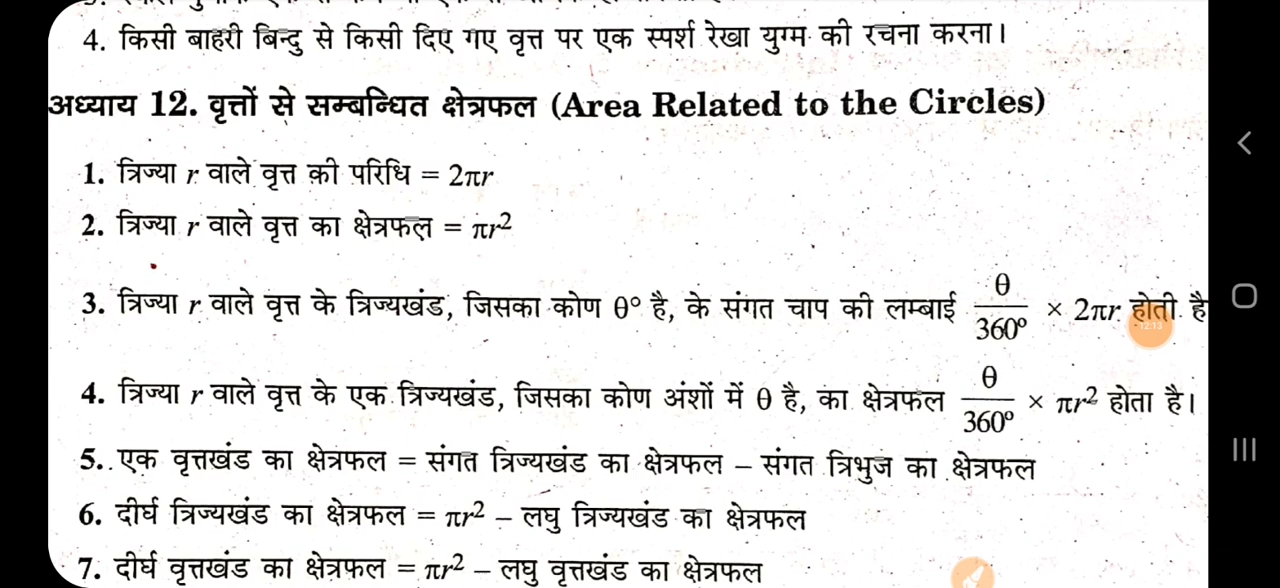 4. किसी बाहरी बिन्दु से किसी दिए गए वृत्त पर एक स्पर्श रेखा युग्म की रचना करना।
अध्याय 12. वृत्तों से सम्बन्धित क्षेत्रफल (Area Related to the Circles)
1. त्रिज्या r वाले वृत्त की परिधि = 2πr
2. त्रिज्या r वाले वृत्त का क्षेत्रफल = πr²
3. त्रिज्या r वाले वृत्त के त्रिज्यखंड, जिसका कोण θ° है, के संगत चाप की लम्बाई θ/360° × 2πr होती है
12:13
4. त्रिज्या r वाले वृत्त के एक त्रिज्यखंड, जिसका कोण अंशों में θ है, का क्षेत्रफल θ/360° × πr² होता है।
5. एक वृत्तखंड का क्षेत्रफल = संगत त्रिज्यखंड का क्षेत्रफल – संगत त्रिभुज का क्षेत्रफल
6. दीर्घ त्रिज्यखंड का क्षेत्रफल = πr² – लघु त्रिज्यखंड का क्षेत्रफल
7. दीर्घ वृत्तखंड का क्षेत्रफल = πr² – लघु वृत्तखंड का क्षेत्रफल